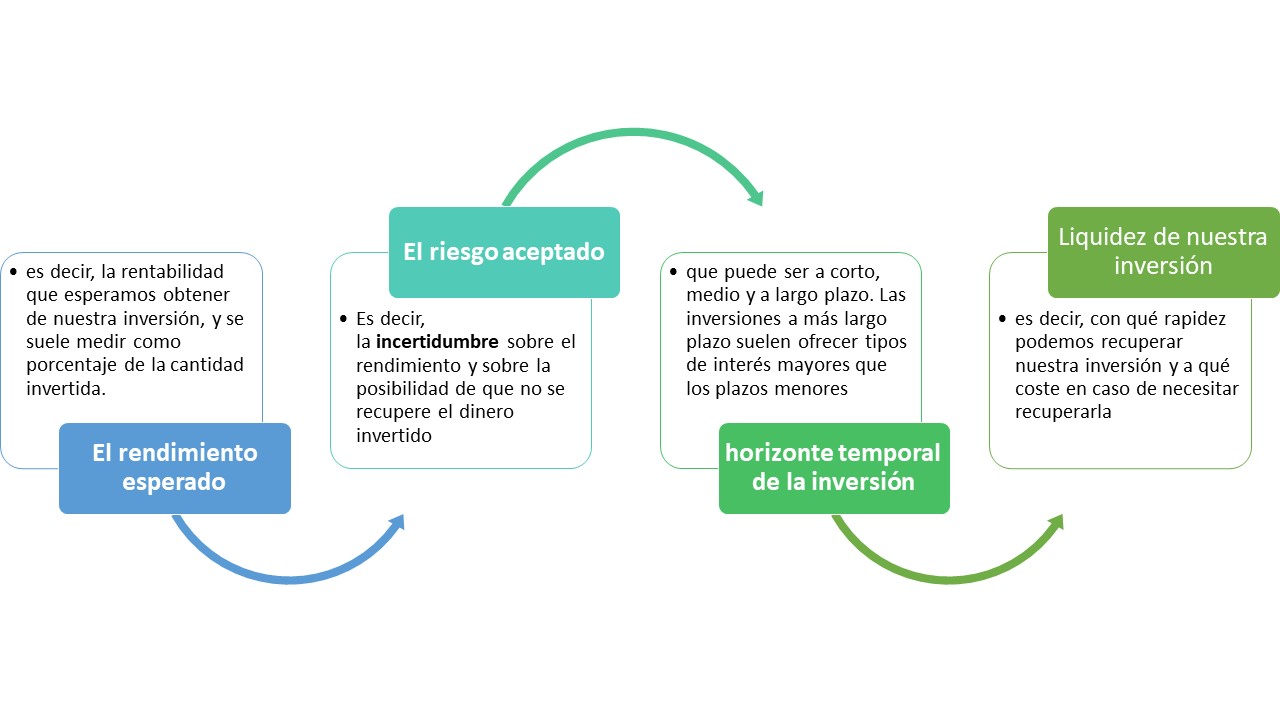 • es decir, la rentabilidad
que esperamos obtener
de nuestra inversión, y se
suele medir como
porcentaje de la cantidad
invertida.
El rendimiento
esperado
El riesgo aceptado
• Es decir,
la incertidumbre sobre el
rendimiento y sobre la
posibilidad de que no se
recupere el dinero
invertido
• que puede ser a corto,
medio y a largo plazo. Las
inversiones a más largo
plazo suelen ofrecer tipos
de interés mayores que
los plazos menores
horizonte temporal
de la inversión
Liquidez de nuestra
inversión
• es decir, con qué rapidez
podemos recuperar
nuestra inversión y a qué
coste en caso de necesitar
recuperarla